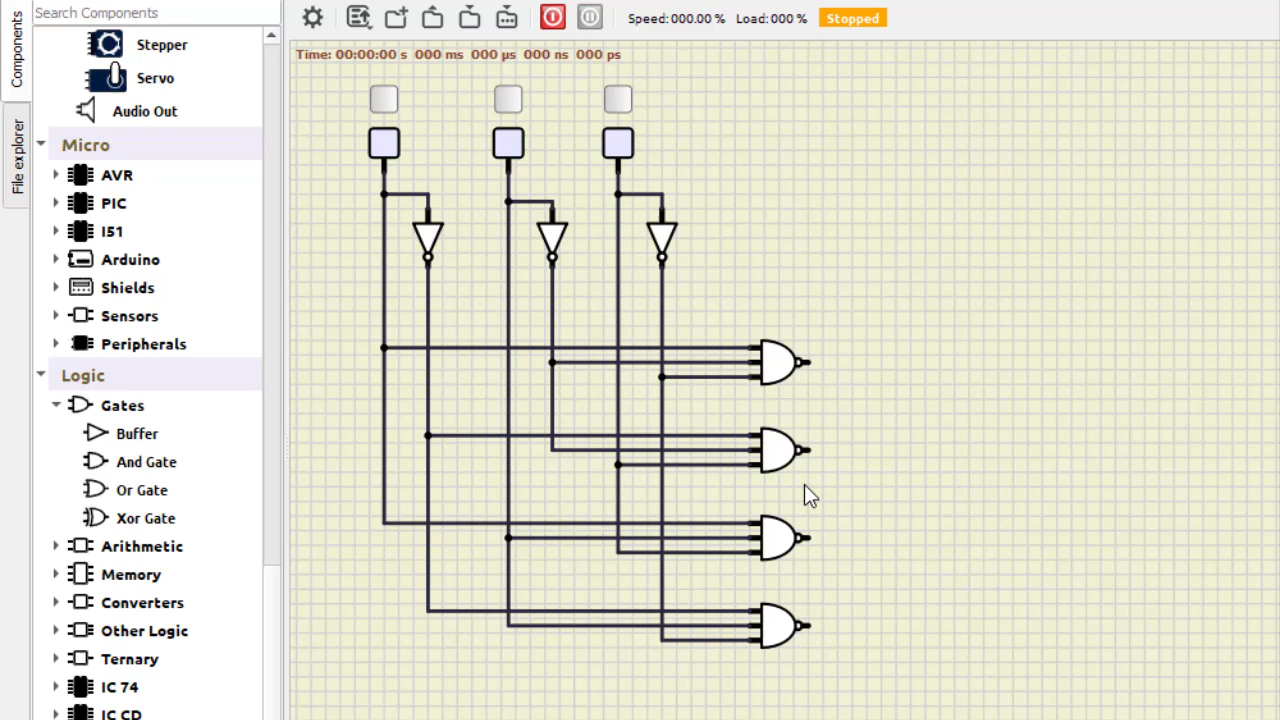 Components
File explorer
Search Components
Stepper
Servo
Audio Out
Micro
AVR
PIC
I51
Arduino
Shields
Sensors
Peripherals
Logic
Gates
Buffer
And Gate
Or Gate
Xor Gate
Arithmetic
Memory
Converters
Other Logic
Ternary
IC 74
IC CD
Speed: 000.00 % Load: 000 % Stopped
Time: 00:00:00 s 000 ms 000 µs 000 ns 000 ps